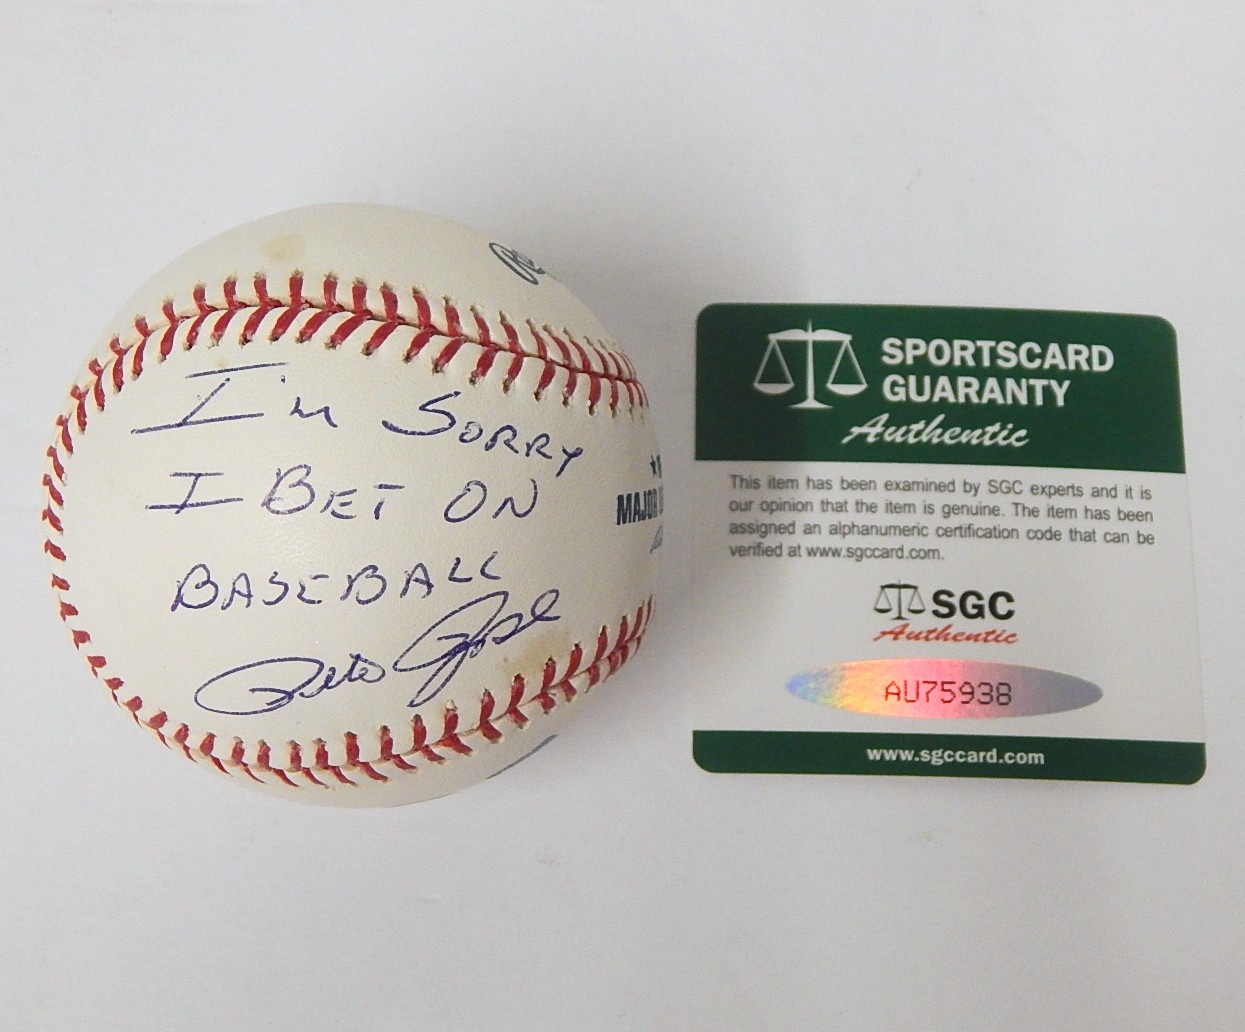 I'm SORRY
I BET ON
BASEBALL
Pete Rose
MAJOR
SPORTSCARD
GUARANTY
Authentic
This item has been examined by SGC experts and it is
our opinion that the item is genuine. The item has been
assigned an alphanumeric certification code that can be
verified at www.sgccard.com.
SGC
Authentic
AU75938
www.sgccard.com